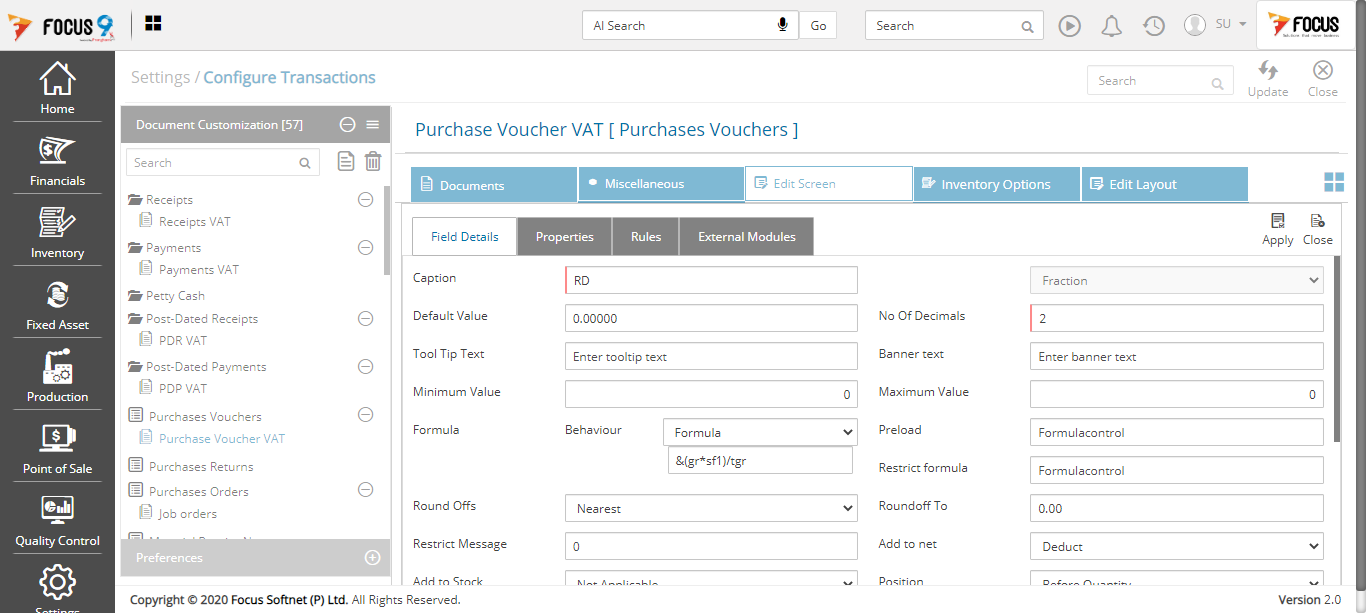 FOCUS 9
AI Search
Go
Search
SU
FOCUS
Home
Financials
Inventory
Fixed Asset
Production
Point of Sale
Quality Control
Settings
Settings / Configure Transactions
Search
Update
Close
Document Customization [57]
Search
Receipts
Receipts VAT
Payments
Payments VAT
Petty Cash
Post-Dated Receipts
PDR VAT
Post-Dated Payments
PDP VAT
Purchases Vouchers
Purchase Voucher VAT
Purchases Returns
Purchases Orders
Job orders
Preferences
Purchase Voucher VAT [ Purchases Vouchers ]
Documents
Miscellaneous
Edit Screen
Inventory Options
Edit Layout
Field Details
Properties
Rules
External Modules
Apply
Close
Caption
RD
Fraction
Default Value
0.00000
No Of Decimals
2
Tool Tip Text
Enter tooltip text
Banner text
Enter banner text
Minimum Value
0
Maximum Value
0
Formula
Behaviour
Formula
Preload
Formulacontrol
&(gr*sf1)/tgr
Restrict formula
Formulacontrol
Round Offs
Nearest
Roundoff To
0.00
Restrict Message
0
Add to net
Deduct
Add to Stock
Not Applicable
Position
Before Quantity
Copyright © 2020 Focus Softnet (P) Ltd. All Rights Reserved.
Version 2.0